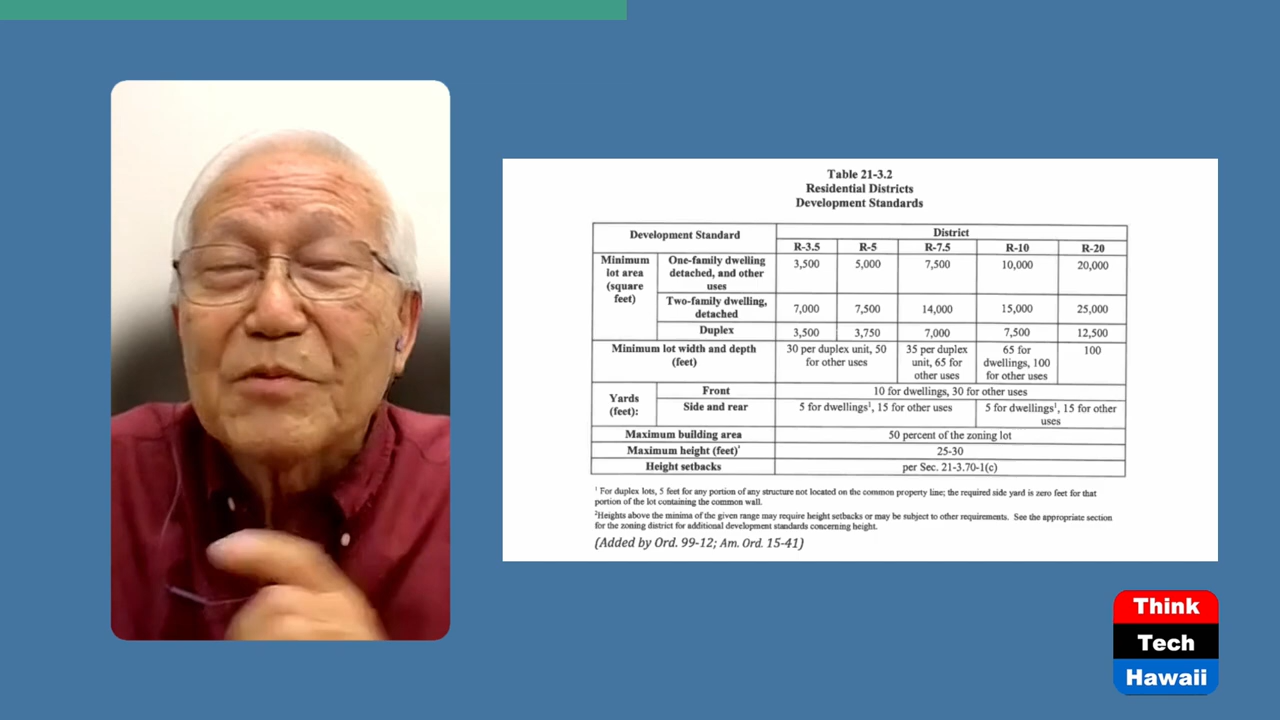 Table 21-3.2
Residential Districts
Development Standards
Development Standard
District
R-3.5 R-5 R-7.5 R-10 R-20
Minimum
lot area
(square
feet)
One-family dwelling
detached, and other
uses
3,500 5,000 7,500 10,000 20,000
Two-family dwelling,
detached
7,000 7,500 14,000 15,000 25,000
Duplex
3,500 3,750 7,000 7,500 12,500
Minimum lot width and depth
(feet)
30 per duplex unit, 50
for other uses
35 per duplex
unit, 65 for
other uses
65 for
dwellings, 100
for other uses
100
Yards
(feet):
Front
10 for dwellings, 30 for other uses
Side and rear
5 for dwellings¹, 15 for other uses
5 for dwellings¹, 15 for other
uses
Maximum building area
50 percent of the zoning lot
Maximum height (feet)²
25-30
Height setbacks
per Sec. 21-3.70-1(c)
¹ For duplex lots, 5 feet for any portion of any structure not located on the common property line; the required side yard is zero feet for that
portion of the lot containing the common wall.
²Heights above the minima of the given range may require height setbacks or may be subject to other requirements. See the appropriate section
for the zoning district for additional development standards concerning height.
(Added by Ord. 99-12; Am. Ord. 15-41)
Think
Tech
Hawaii